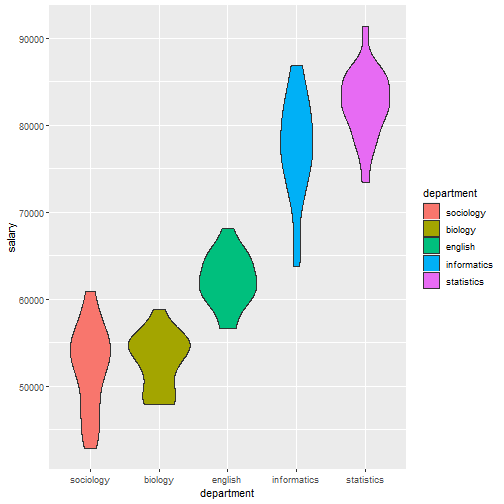 90000
80000
70000
60000
50000
salary
sociology biology english informatics statistics
department
department
sociology
biology
english
informatics
statistics